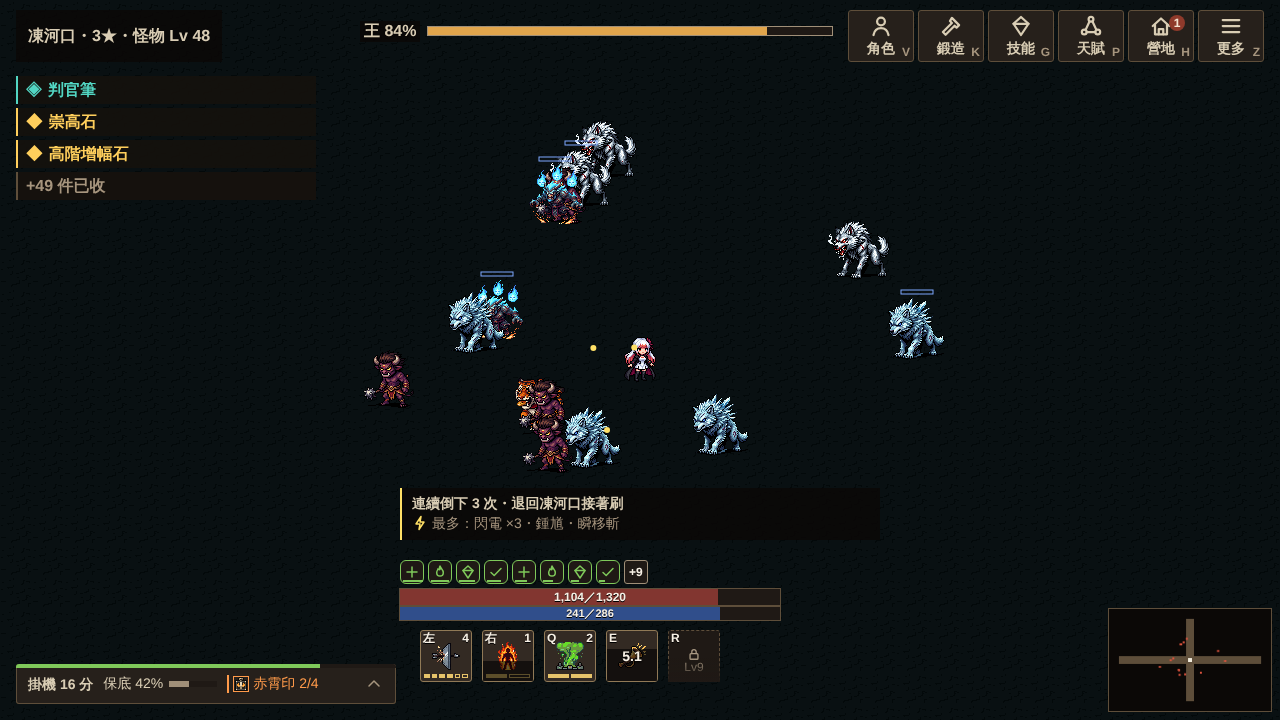 凍河口・3★・怪物 Lv 48
王 84%
角色 V
鍛造 K
技能 G
天賦 P
1
營地 H
更多 Z
判官筆
崇高石
高階增幅石
+49 件已收
連續倒下 3 次・退回凍河口接著刷
最多：閃電 ×3・鍾馗・瞬移斬
+9
1,104／1,320
241／286
左 4
右 1
Q 2
E 5.1
R Lv9
掛機 16 分 保底 42% 赤霄印 2/4